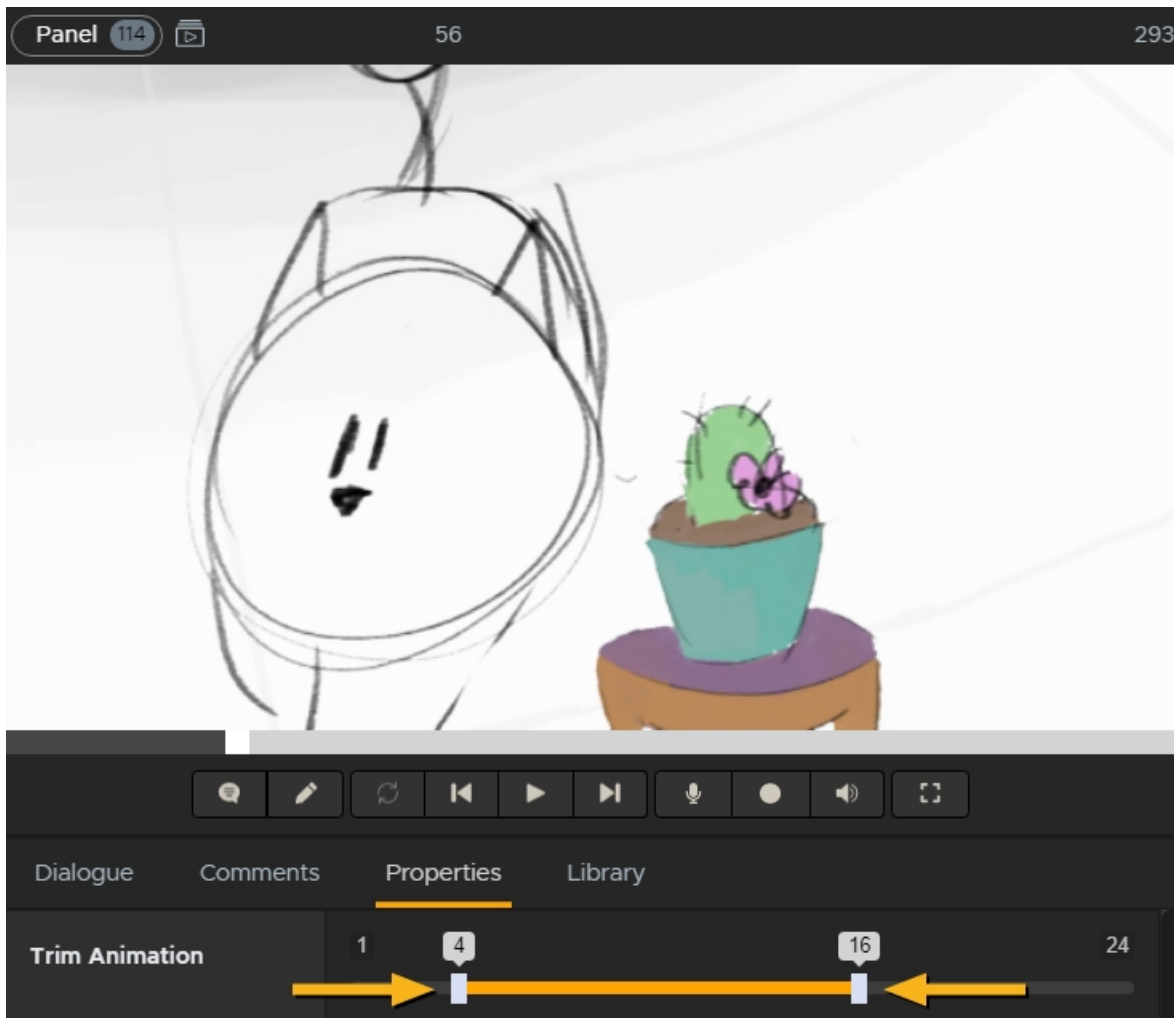 Panel 114 56 293
Dialogue Comments Properties Library
Trim Animation 1 4 16 24